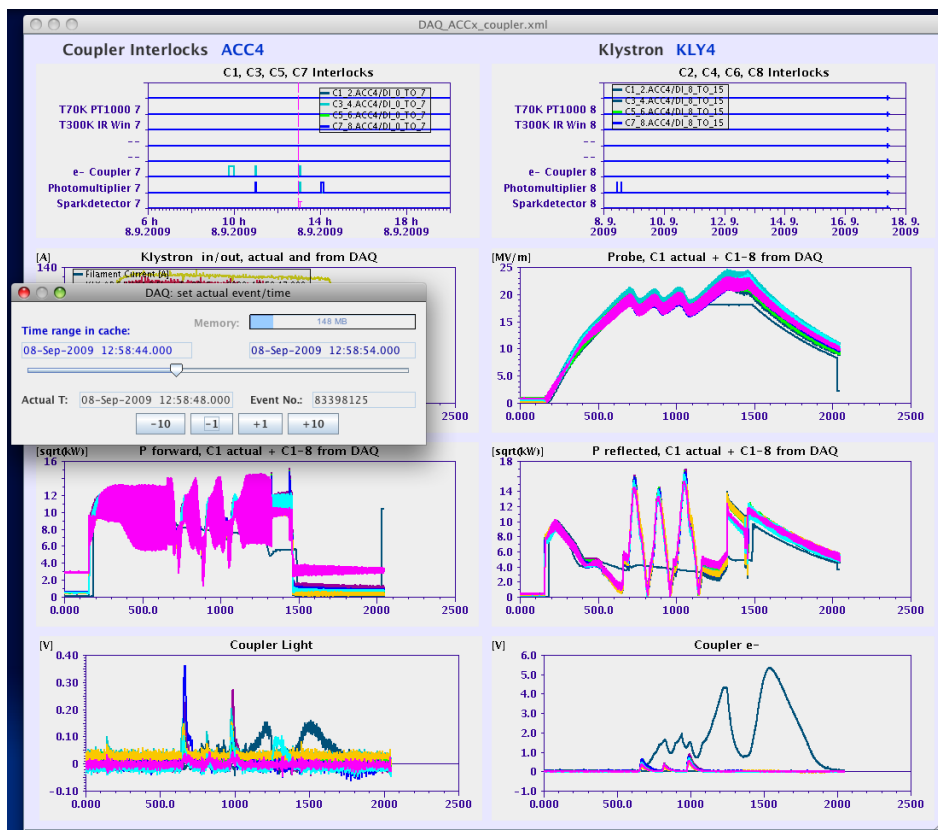 DAQ_ACCx_coupler.xml
Coupler Interlocks ACC4
Klystron KLY4
C1, C3, C5, C7 Interlocks
C1_2.ACC4/DI_0_TO_7
C3_4.ACC4/DI_0_TO_7
C5_6.ACC4/DI_0_TO_7
C7_8.ACC4/DI_0_TO_7
T70K PT1000 7
T300K IR Win 7
--
--
e- Coupler 7
Photomultiplier 7
Sparkdetector 7
6 h 10 h 14 h 18 h
8.9.2009 8.9.2009 8.9.2009 8.9.2009
C2, C4, C6, C8 Interlocks
C1_2.ACC4/DI_8_TO_15
C3_4.ACC4/DI_8_TO_15
C5_6.ACC4/DI_8_TO_15
C7_8.ACC4/DI_8_TO_15
T70K PT1000 8
T300K IR Win 8
--
--
e- Coupler 8
Photomultiplier 8
Sparkdetector 8
8. 9. 10. 9. 12. 9. 14. 9. 16. 9. 18. 9.
2009 2009 2009 2009 2009 2009
[A] Klystron in/out, actual and from DAQ
140
Filament Current [A]
2500
[MV/m] Probe, C1 actual + C1-8 from DAQ
25
20
15
10
5.0
0
0.000 500.0 1000 1500 2000 2500
DAQ: set actual event/time
Memory: 148 MB
Time range in cache:
08-Sep-2009 12:58:44.000 08-Sep-2009 12:58:54.000
Actual T: 08-Sep-2009 12:58:48.000 Event No.: 83398125
-10 -1 +1 +10
[sqrt(kW)] P forward, C1 actual + C1-8 from DAQ
16
12
10
8.0
6.0
4.0
2.0
0
0.000 500.0 1000 1500 2000 2500
[sqrt(kW)] P reflected, C1 actual + C1-8 from DAQ
18
14
12
10
8.0
6.0
4.0
2.0
0
0.000 500.0 1000 1500 2000 2500
[V] Coupler Light
0.40
0.30
0.20
0.10
0
-0.10
0.000 500.0 1000 1500 2000 2500
[V] Coupler e-
6.0
5.0
4.0
3.0
2.0
1.0
0
-1.0
0.000 500.0 1000 1500 2000 2500